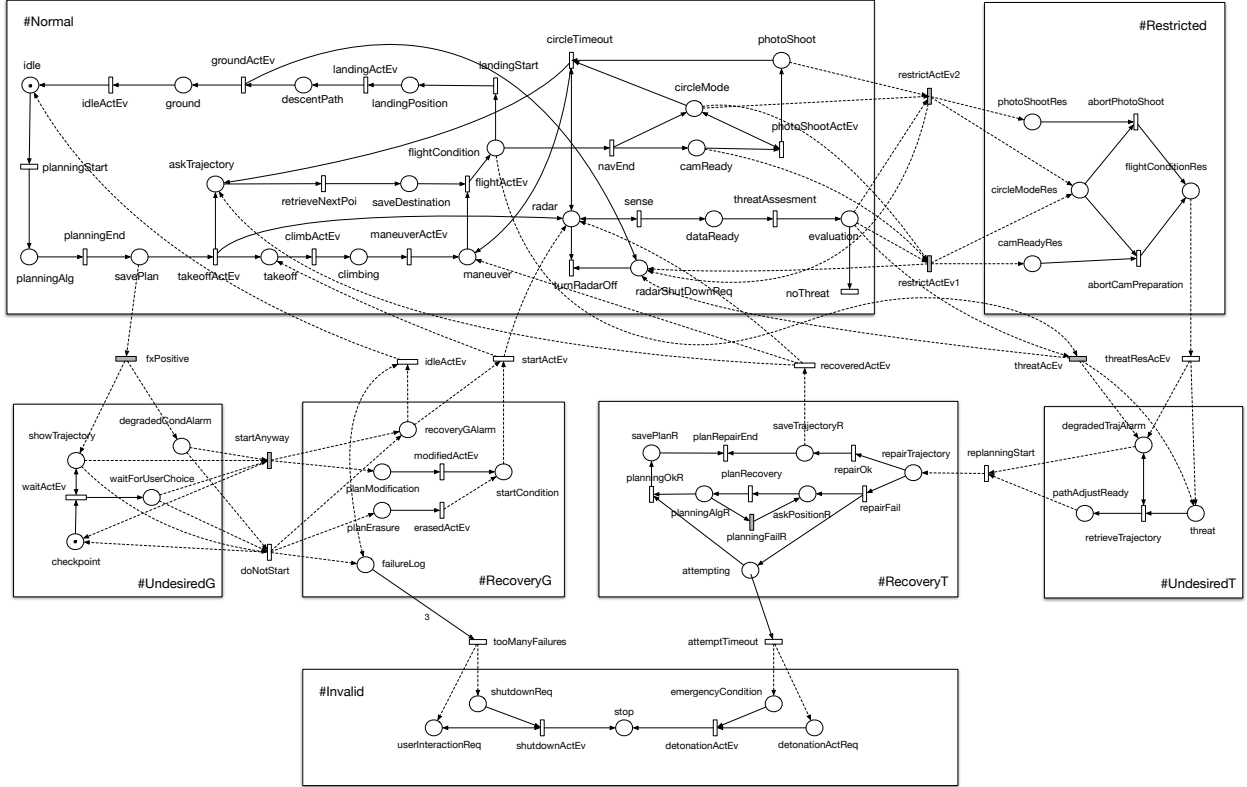 #Normal
#Restricted
circleTimeout
photoShoot
idle
groundActEv
landingActEv
landingStart
restrictActEv2
circleMode
idleActEv
ground
descentPath
landingPosition
photoShootRes
abortPhotoShoot
photoShootActEv
planningStart
askTrajectory
flightCondition
navEnd
camReady
flightConditionRes
flightActEv
retrieveNextPoi
saveDestination
circleModeRes
radar
sense
threatAssesment
planningEnd
climbActEv
maneuverActEv
dataReady
evaluation
camReadyRes
planningAlg
savePlan
takeoffActEv
takeoff
climbing
maneuver
turnRadarOff
radarShutDownReq
noThreat
restrictActEv1
abortCamPreparation
fxPositive
idleActEv
startActEv
recoveredActEv
threatAcEv
threatResAcEv
degradedCondAlarm
showTrajectory
startAnyway
recoveryGAlarm
savePlanR
planRepairEnd
saveTrajectoryR
degradedTrajAlarm
modifiedActEv
repairOk
repairTrajectory
replanningStart
waitActEv
waitForUserChoice
planModification
startCondition
planningOkR
planRecovery
pathAdjustReady
planErasure
erasedActEv
planningAlgR
askPositionR
repairFail
planningFailR
retrieveTrajectory
threat
checkpoint
doNotStart
failureLog
attempting
#UndesiredG
#RecoveryG
#RecoveryT
#UndesiredT
3
tooManyFailures
attemptTimeout
#Invalid
shutdownReq
emergencyCondition
stop
userInteractionReq
shutdownActEv
detonationActEv
detonationActReq